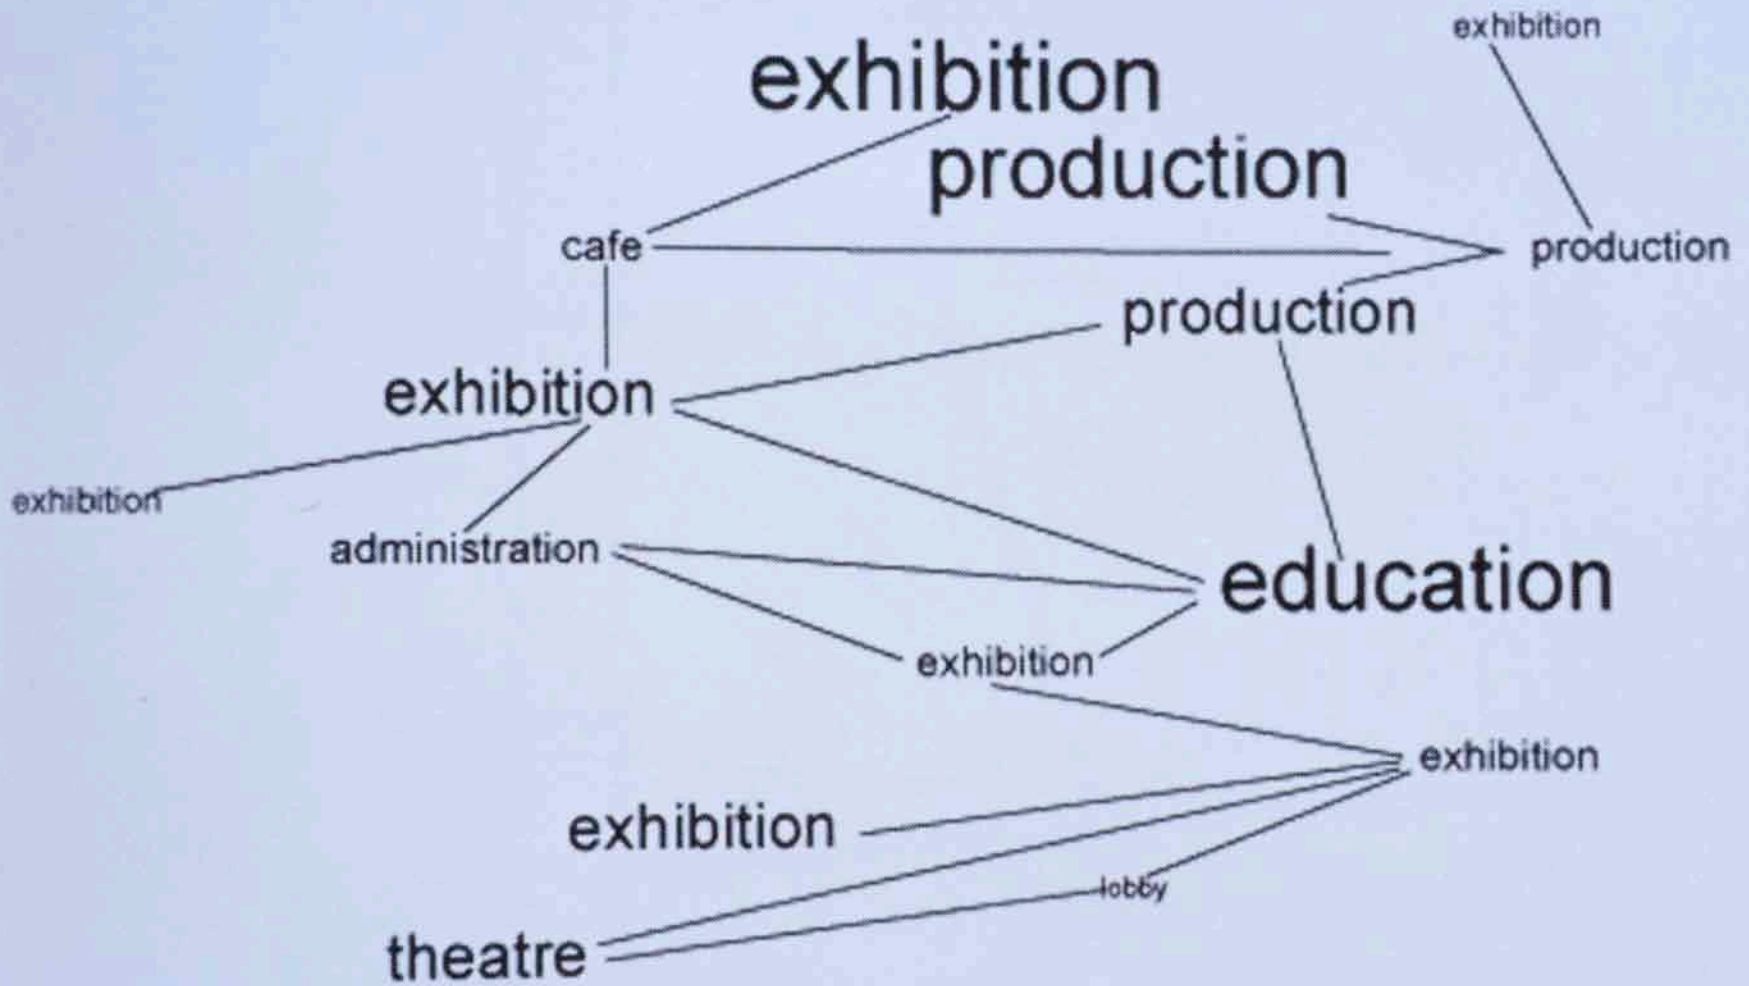 exhibition
exhibition
production
cafe
production
production
exhibition
exhibition
administration
education
exhibition
exhibition
exhibition
lobby
theatre